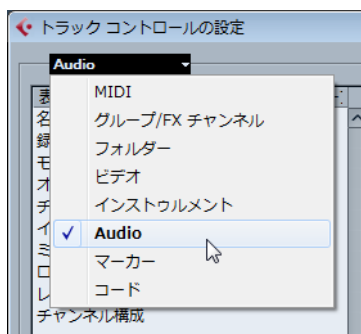 トラック コントロールの設定
Audio
MIDI
グループ/FX チャンネル
フォルダー
ビデオ
インストゥルメント
Audio
マーカー
コード
チャンネル構成